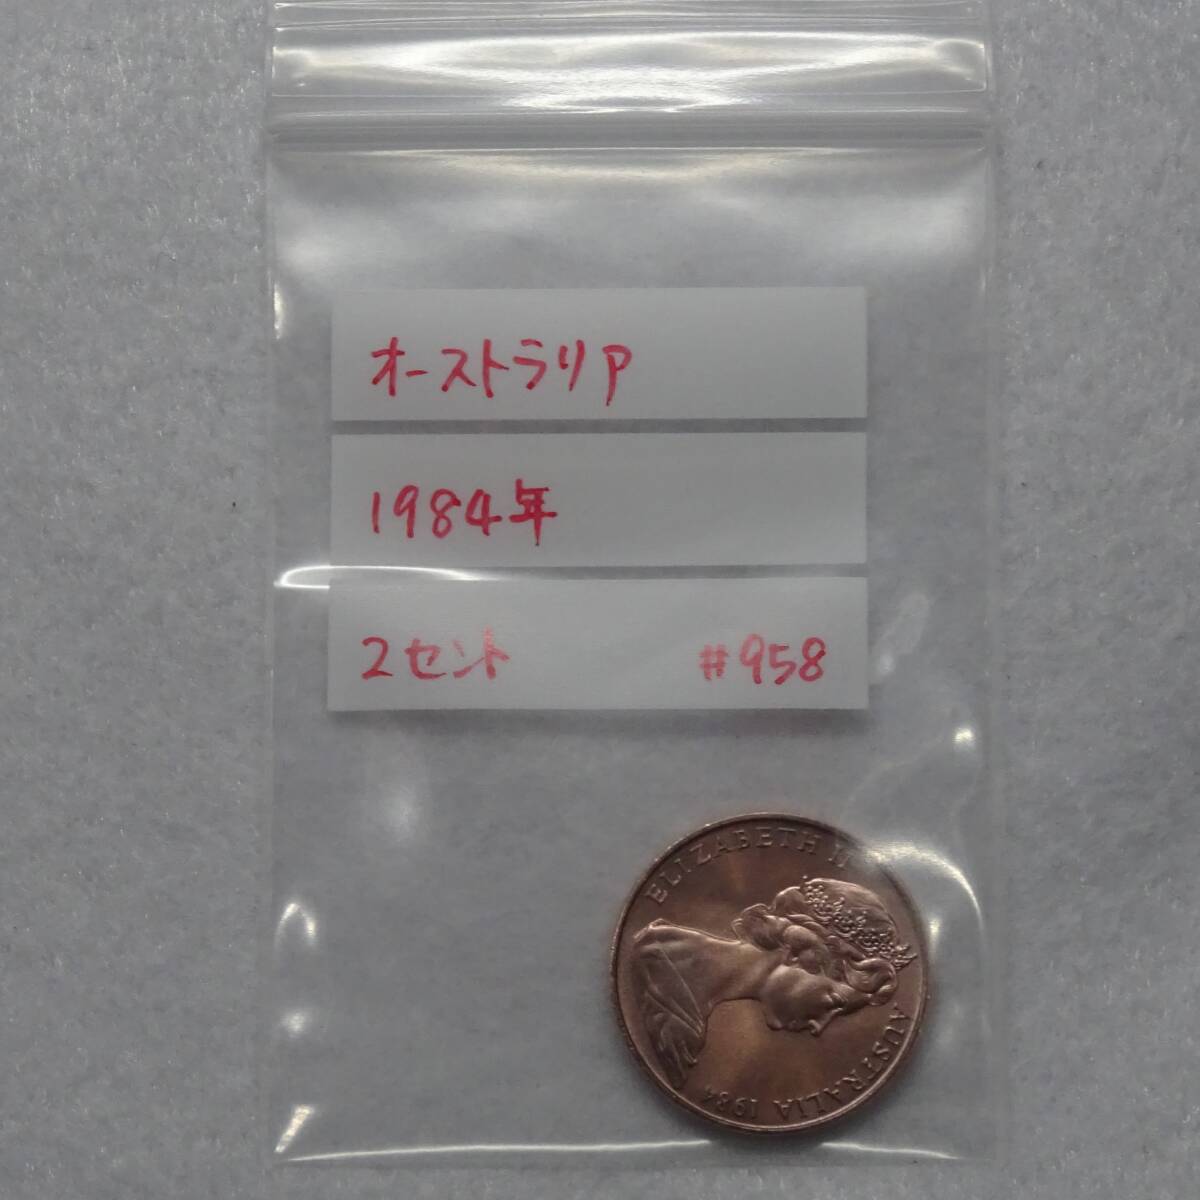 オーストラリア
1984年
2セント #958
ELIZABETH II
AUSTRALIA 1984